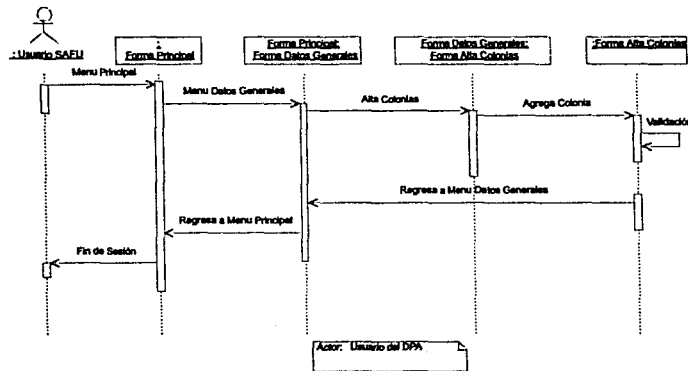 : Usuario SAFU
:
Forma Principal
Forma Principal:
Forma Datos Generales
Forma Datos Generales:
Forma Alta Colonias
:Forma Alta Colonias
Menu Principal
Menu Datos Generales
Alta Colonias
Agrega Colonia
Validación
Regresa a Menu Datos Generales
Regresa a Menu Principal
Fin de Sesión
Actor: Usuario del DPA